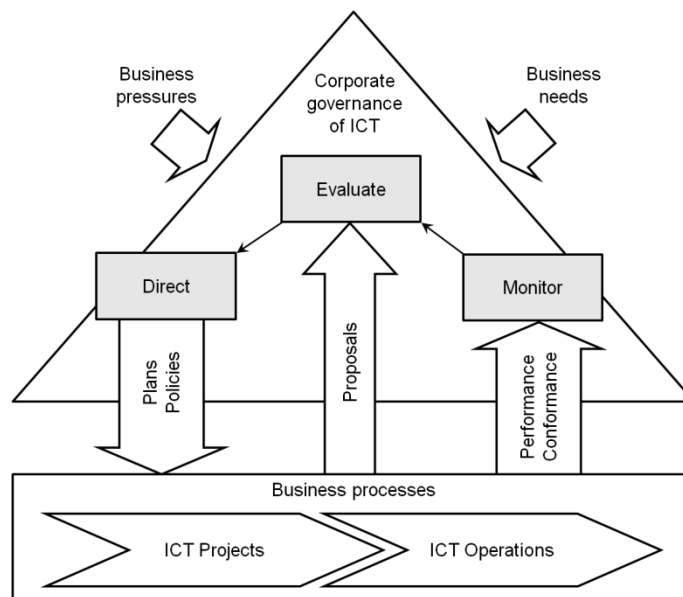 Business
pressures
Corporate
governance
of ICT
Business
needs
Evaluate
Direct
Monitor
Plans
Policies
Proposals
Performance
Conformance
Business processes
ICT Projects
ICT Operations